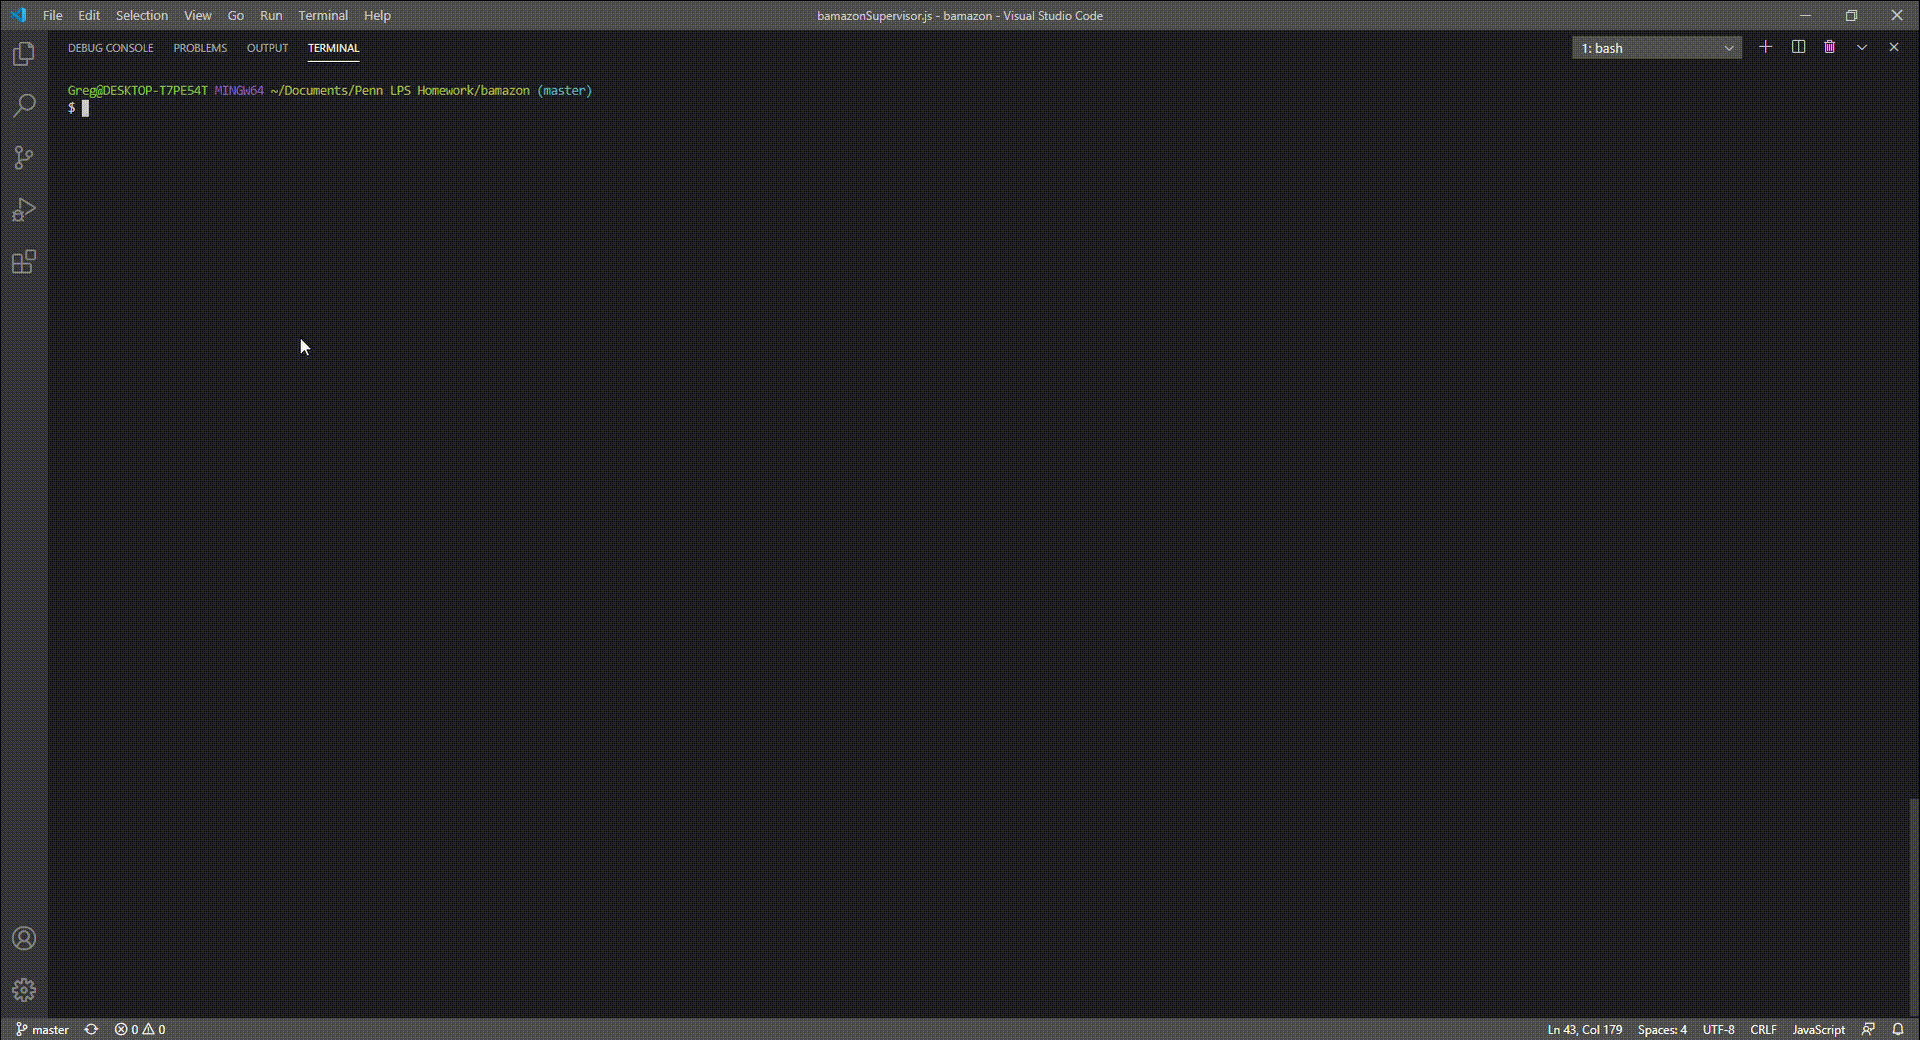 File Edit Selection View Go Run Terminal Help bamazonSupervisor.js - bamazon - Visual Studio Code
DEBUG CONSOLE PROBLEMS OUTPUT TERMINAL 1: bash
Greg@DESKTOP-T7PE54T MINGW64 ~/Documents/Penn LPS Homework/bamazon (master)
$
master 0 0 Ln 43, Col 179 Spaces: 4 UTF-8 CRLF JavaScript